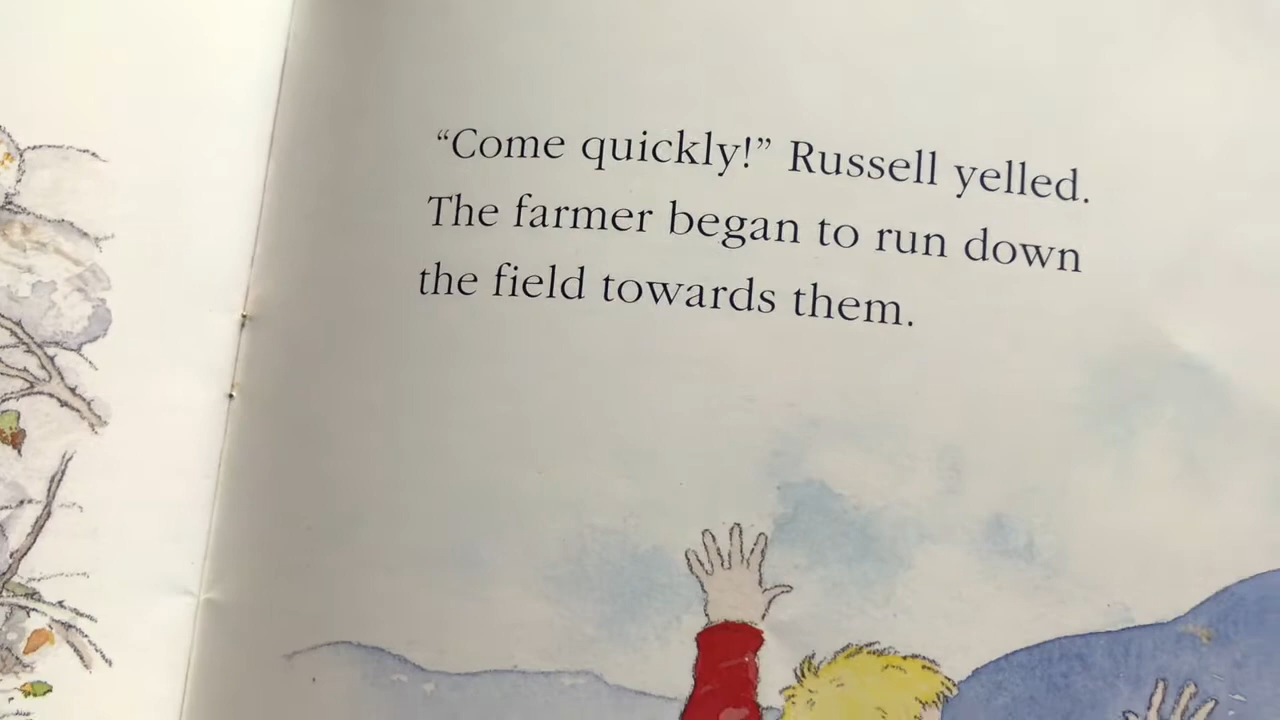 “Come quickly!” Russell yelled.
The farmer began to run down
the field towards them.